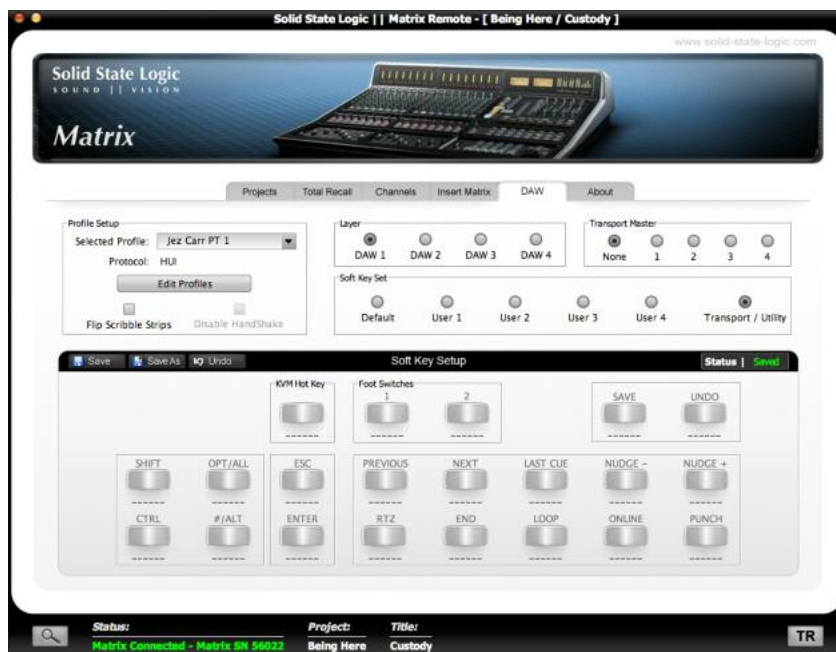 Solid State Logic | | Matrix Remote - [ Being Here / Custody ]
www.solid-state-logic.com
Solid State Logic
SOUND || VISION
Matrix
Projects Total Recall Channels Insert Matrix DAW About
Profile Setup
Selected Profile: Jez Carr PT 1
Protocol: HUI
Edit Profiles
Flip Scribble Strips Disable HandShake
Layer
DAW 1 DAW 2 DAW 3 DAW 4
Transport Master
None 1 2 3 4
Soft Key Set
Default User 1 User 2 User 3 User 4 Transport / Utility
Save Save As Undo Soft Key Setup Status | Saved
KVM Hot Key Foot Switches
1 2 SAVE UNDO
------ ------ ------ ------ ------
SHIFT OPT/ALL ESC PREVIOUS NEXT LAST CUE NUDGE - NUDGE +
------ ------ ------ ------ ------ ------ ------ ------
CTRL #/ALT ENTER RTZ END LOOP ONLINE PUNCH
------ ------ ------ ------ ------ ------ ------ ------
Status: Project: Title:
Matrix Connected - Matrix SN 56022 Being Here Custody
TR